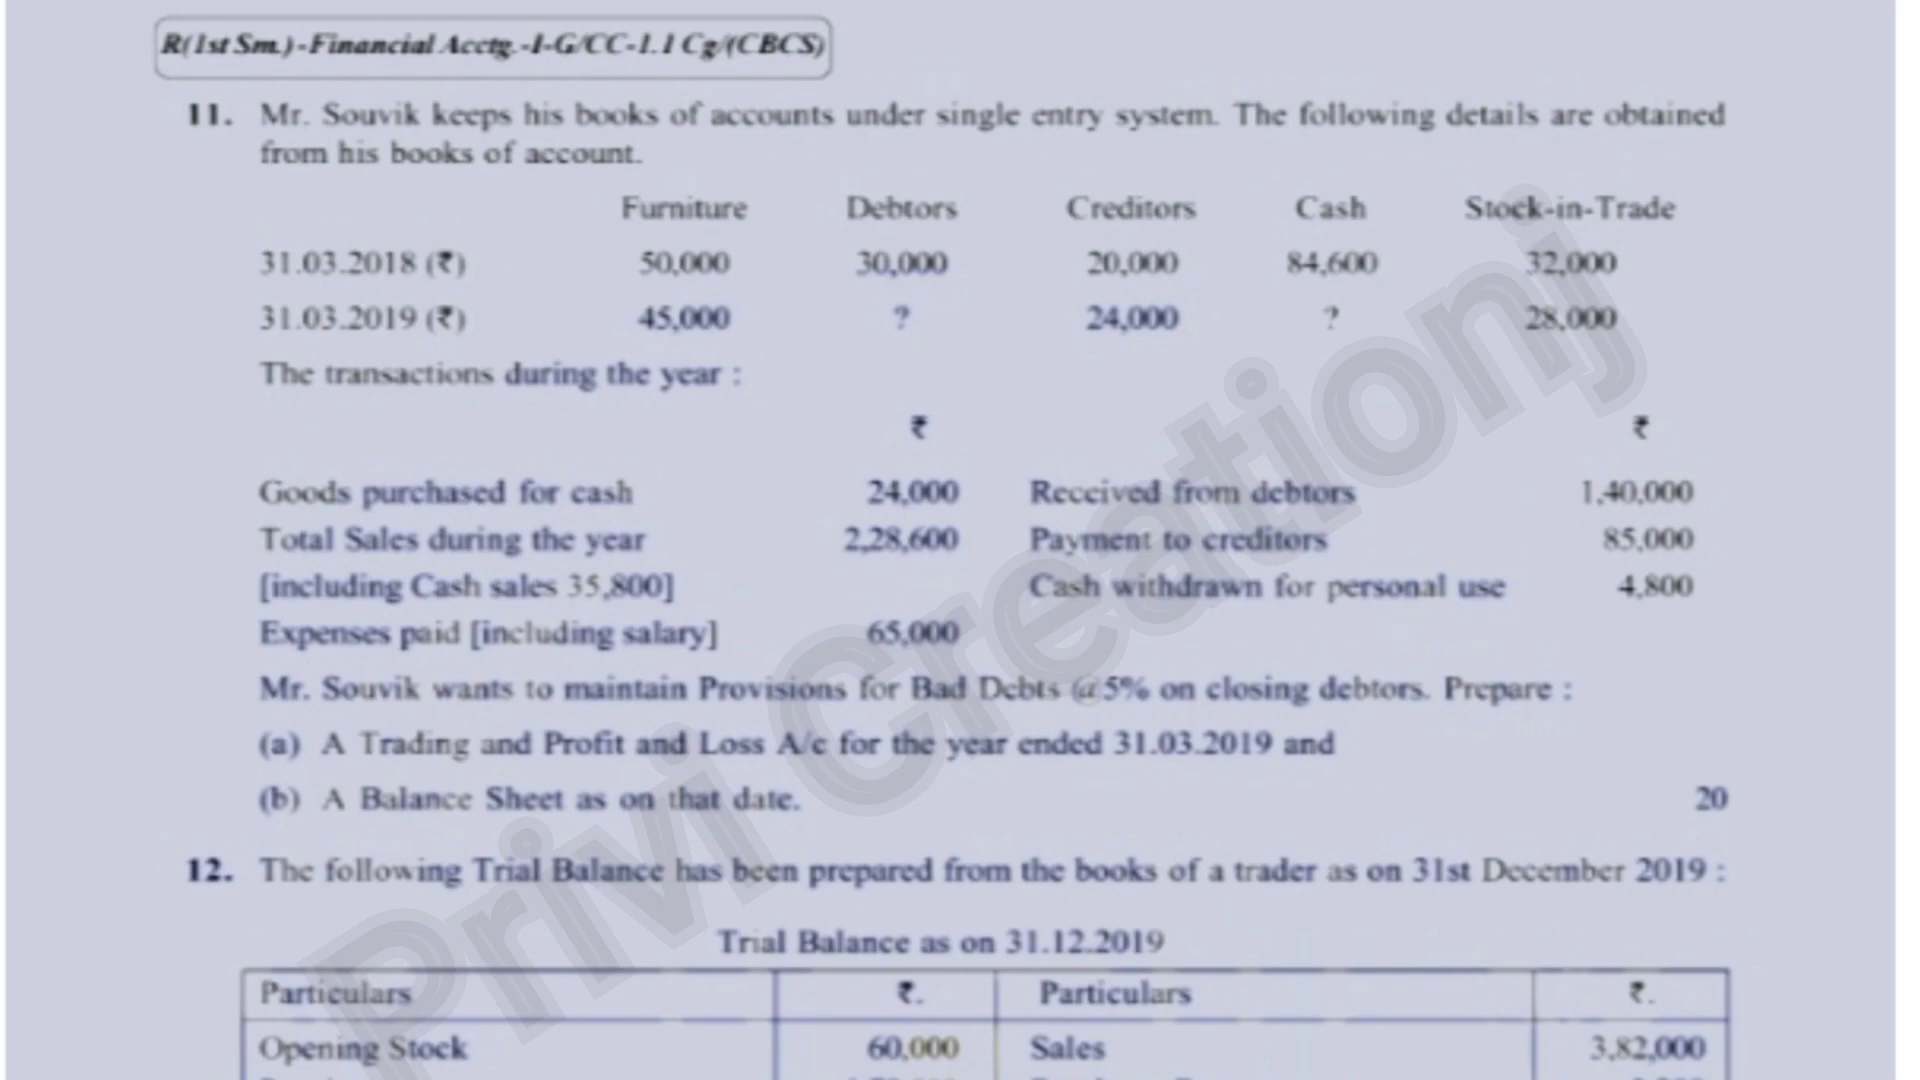 R(1st Sm.)-Financial Acctg.-I-G/CC-1.1 Cg/(CBCS)
11. Mr. Souvik keeps his books of accounts under single entry system. The following details are obtained
from his books of account.
Furniture Debtors Creditors Cash Stock-in-Trade
31.03.2018 (₹) 50,000 30,000 20,000 84,600 32,000
31.03.2019 (₹) 45,000 ? 24,000 ? 28,000
The transactions during the year :
₹ ₹
Goods purchased for cash 24,000 Received from debtors 1,40,000
Total Sales during the year 2,28,600 Payment to creditors 85,000
[including Cash sales 35,800] Cash withdrawn for personal use 4,800
Expenses paid [including salary] 65,000
Mr. Souvik wants to maintain Provisions for Bad Debts @ 5% on closing debtors. Prepare :
(a) A Trading and Profit and Loss A/c for the year ended 31.03.2019 and
(b) A Balance Sheet as on that date. 20
12. The following Trial Balance has been prepared from the books of a trader as on 31st December 2019 :
Trial Balance as on 31.12.2019
Particulars ₹. Particulars ₹.
Opening Stock 60,000 Sales 3,82,000
Privi Creationj